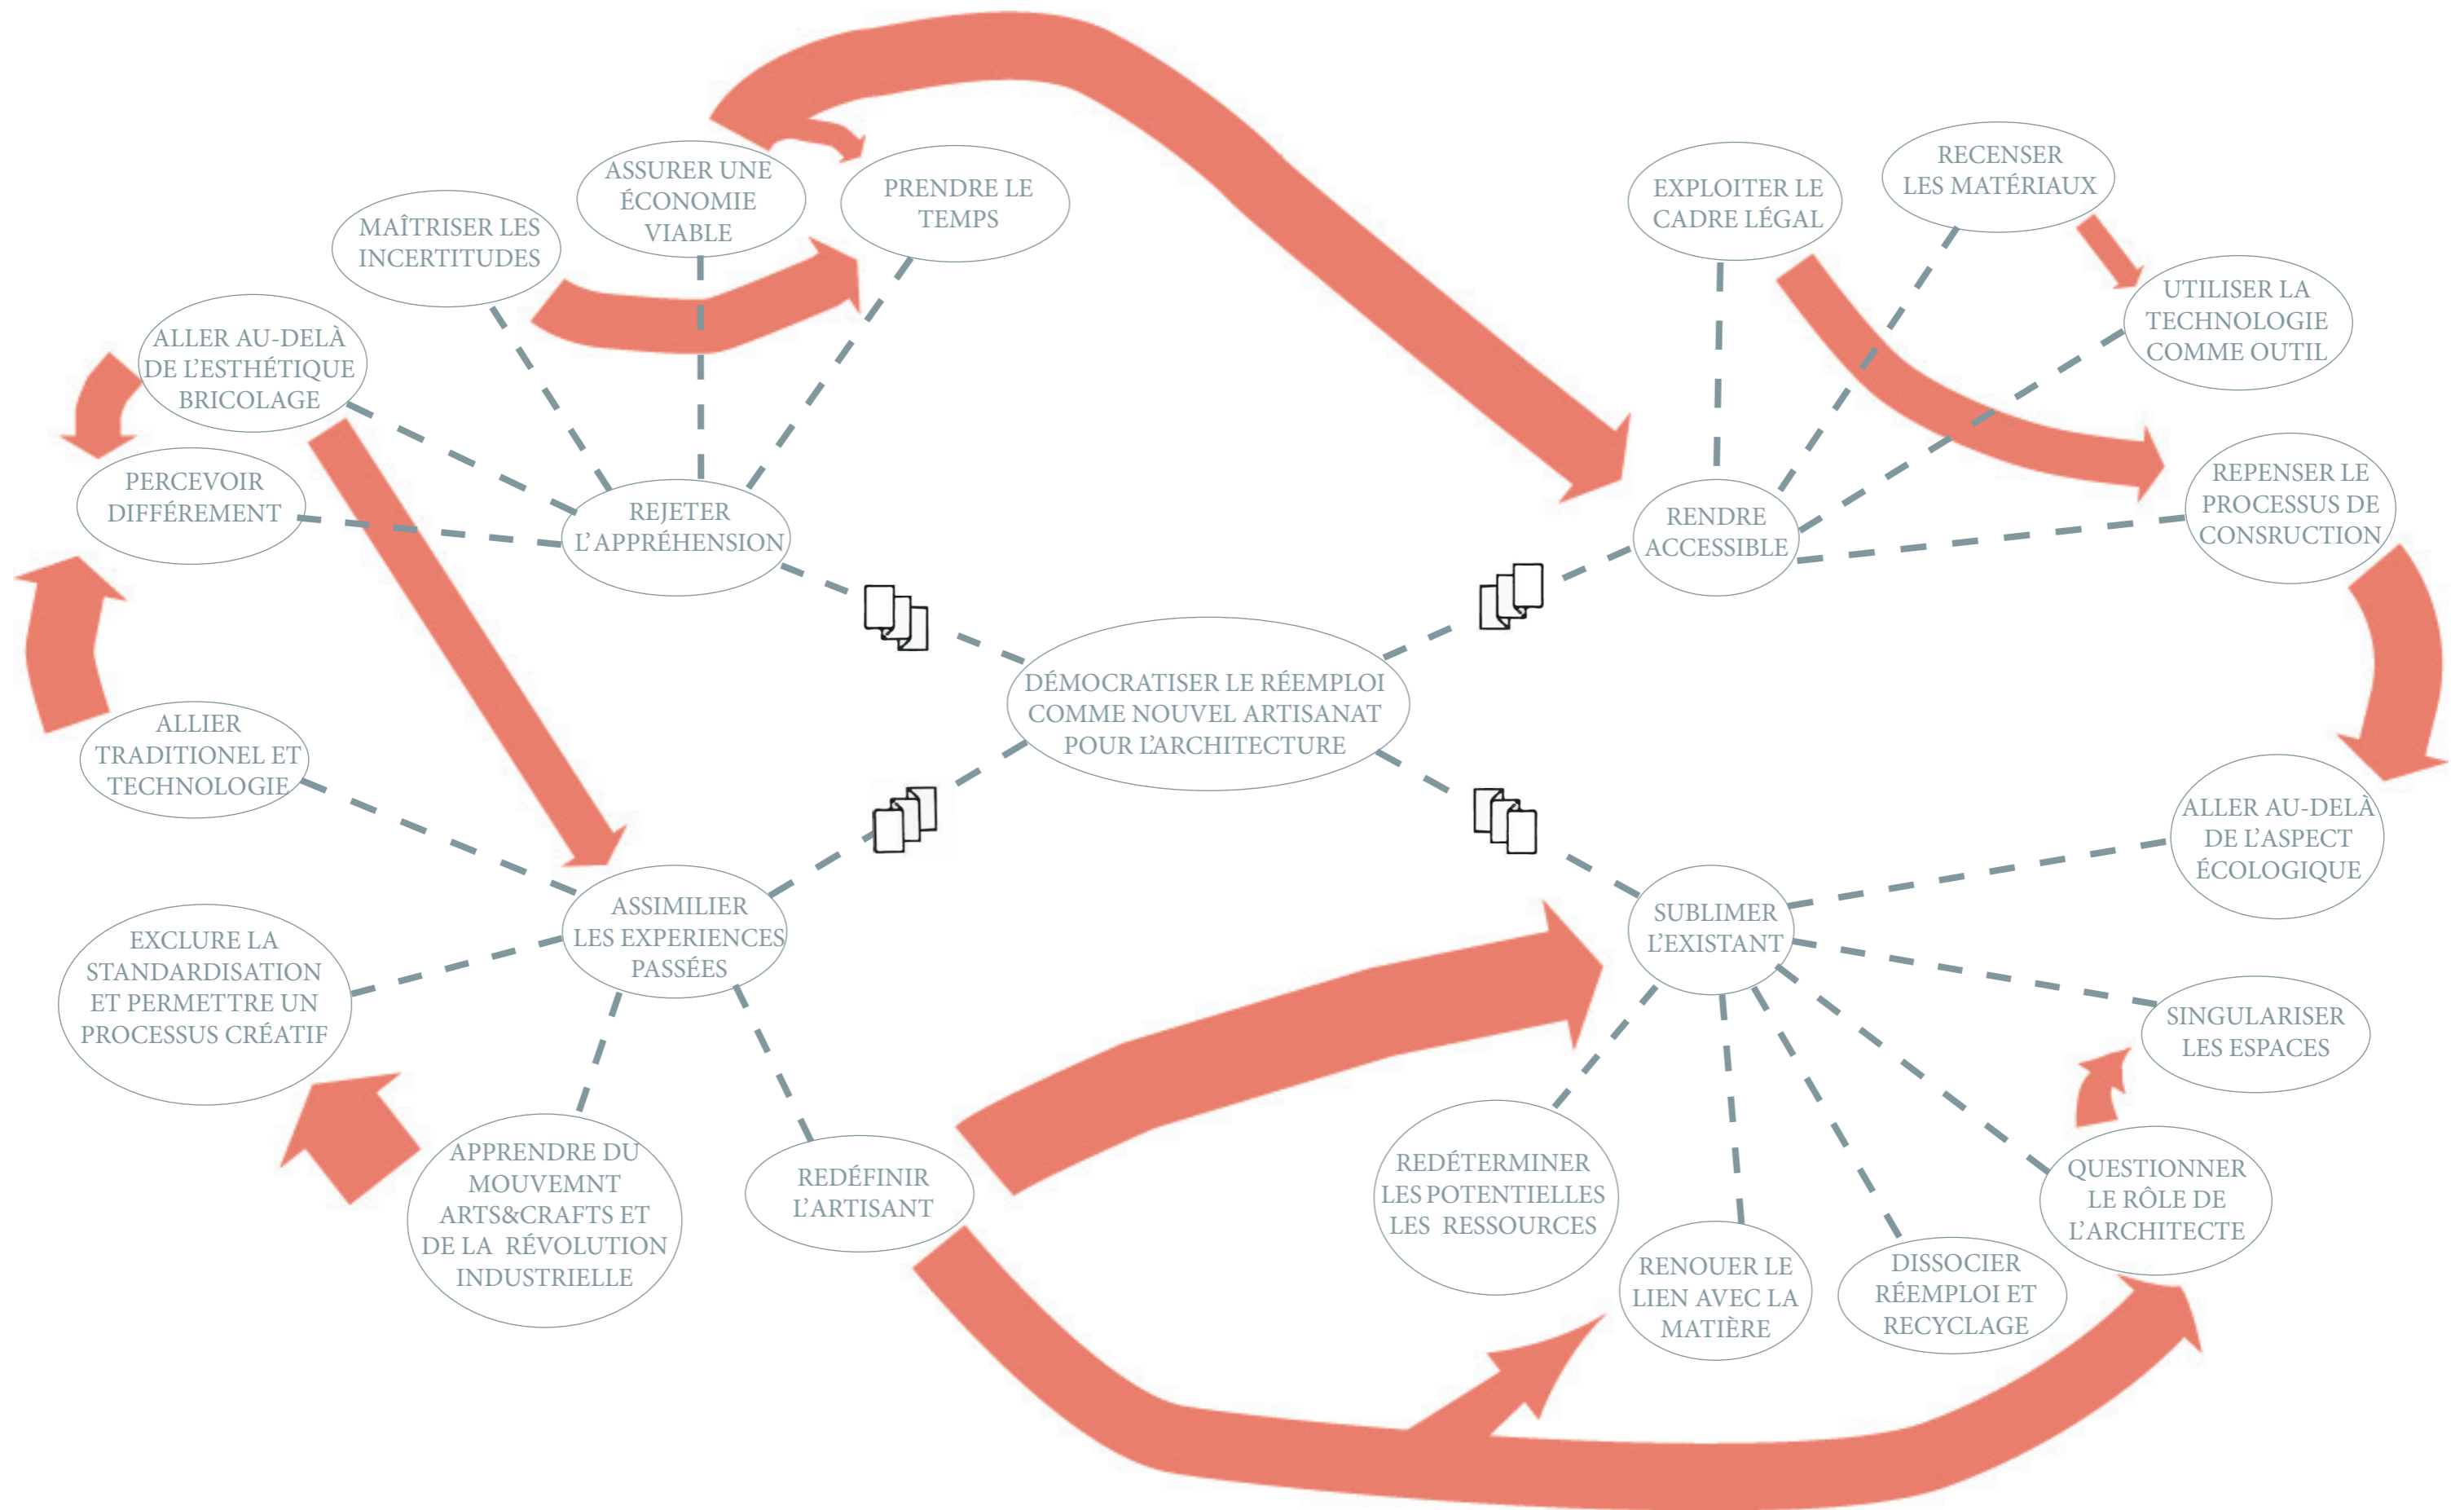 ASSURER UNE
ÉCONOMIE
VIABLE
PRENDRE LE
TEMPS
MAÎTRISER LES
INCERTITUDES
ALLER AU-DELÀ
DE L'ESTHÉTIQUE
BRICOLAGE
PERCEVOIR
DIFFÉREMENT
REJETER
L'APPRÉHENSION
EXPLOITER LE
CADRE LÉGAL
RECENSER
LES MATÉRIAUX
UTILISER LA
TECHNOLOGIE
COMME OUTIL
REPENSER LE
PROCESSUS DE
CONSRUCTION
RENDRE
ACCESSIBLE
DÉMOCRATISER LE RÉEMPLOI
COMME NOUVEL ARTISANAT
POUR L'ARCHITECTURE
ALLIER
TRADITIONEL ET
TECHNOLOGIE
ASSIMILIER
LES EXPERIENCES
PASSÉES
EXCLURE LA
STANDARDISATION
ET PERMETTRE UN
PROCESSUS CRÉATIF
APPRENDRE DU
MOUVEMNT
ARTS&CRAFTS ET
DE LA RÉVOLUTION
INDUSTRIELLE
REDÉFINIR
L'ARTISANT
SUBLIMER
L'EXISTANT
ALLER AU-DELÀ
DE L'ASPECT
ÉCOLOGIQUE
SINGULARISER
LES ESPACES
QUESTIONNER
LE RÔLE DE
L'ARCHITECTE
REDÉTERMINER
LES POTENTIELLES
LES RESSOURCES
RENOUER LE
LIEN AVEC LA
MATIÈRE
DISSOCIER
RÉEMPLOI ET
RECYCLAGE